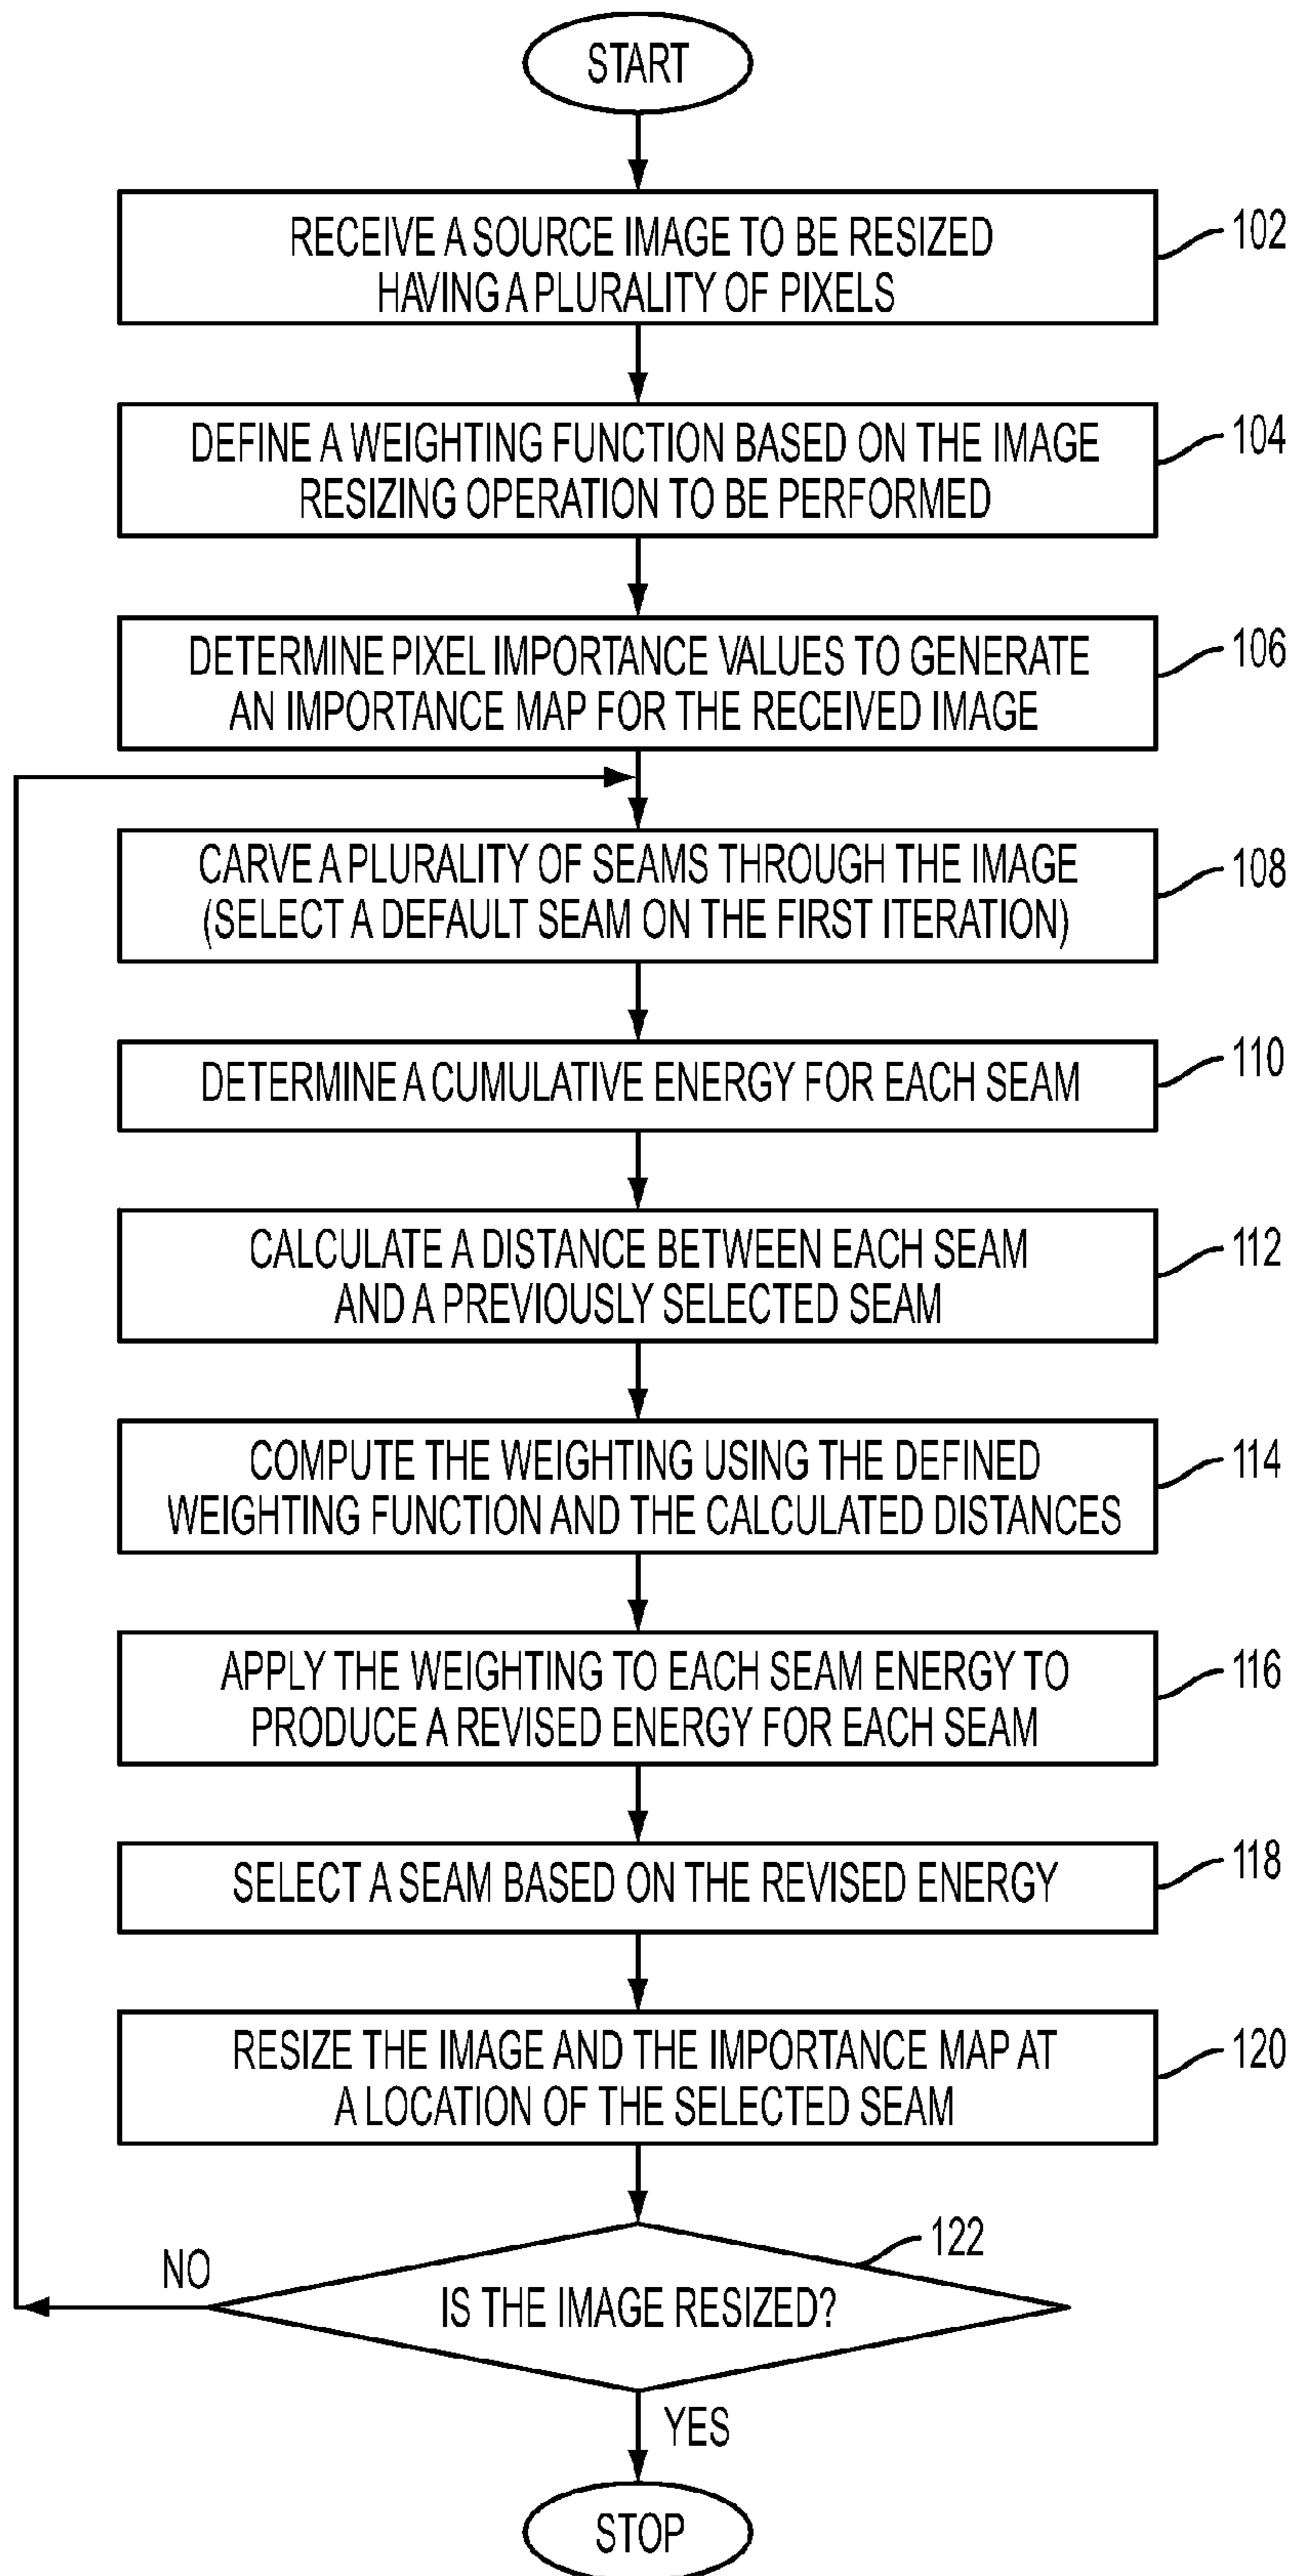 START
RECEIVE A SOURCE IMAGE TO BE RESIZED
HAVING A PLURALITY OF PIXELS
102
DEFINE A WEIGHTING FUNCTION BASED ON THE IMAGE
RESIZING OPERATION TO BE PERFORMED
104
DETERMINE PIXEL IMPORTANCE VALUES TO GENERATE
AN IMPORTANCE MAP FOR THE RECEIVED IMAGE
106
CARVE A PLURALITY OF SEAMS THROUGH THE IMAGE
(SELECT A DEFAULT SEAM ON THE FIRST ITERATION)
108
DETERMINE A CUMULATIVE ENERGY FOR EACH SEAM
110
CALCULATE A DISTANCE BETWEEN EACH SEAM
AND A PREVIOUSLY SELECTED SEAM
112
COMPUTE THE WEIGHTING USING THE DEFINED
WEIGHTING FUNCTION AND THE CALCULATED DISTANCES
114
APPLY THE WEIGHTING TO EACH SEAM ENERGY TO
PRODUCE A REVISED ENERGY FOR EACH SEAM
116
SELECT A SEAM BASED ON THE REVISED ENERGY
118
RESIZE THE IMAGE AND THE IMPORTANCE MAP AT
A LOCATION OF THE SELECTED SEAM
120
122
NO
IS THE IMAGE RESIZED?
YES
STOP